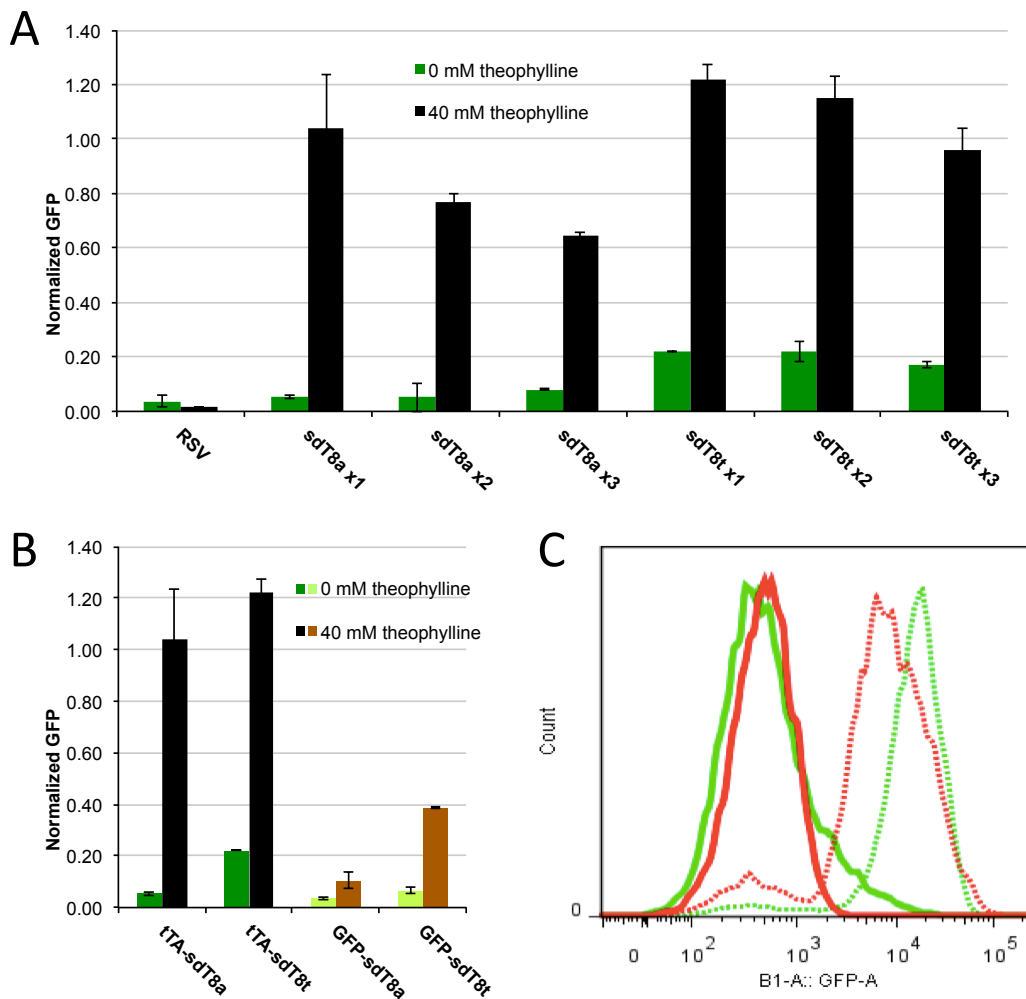 A
1.40
1.20
1.00
0.80
0.60
0.40
0.20
0.00
Normalized GFP
0 mM theophylline
40 mM theophylline
RSV
sdT8a x1
sdT8a x2
sdT8a x3
sdT8t x1
sdT8t x2
sdT8t x3
B
1.40
1.20
1.00
0.80
0.60
0.40
0.20
0.00
Normalized GFP
0 mM theophylline
40 mM theophylline
tTA-sdT8a
tTA-sdT8t
GFP-sdT8a
GFP-sdT8t
C
Count
0
0 10² 10³ 10⁴ 10⁵
B1-A:: GFP-A